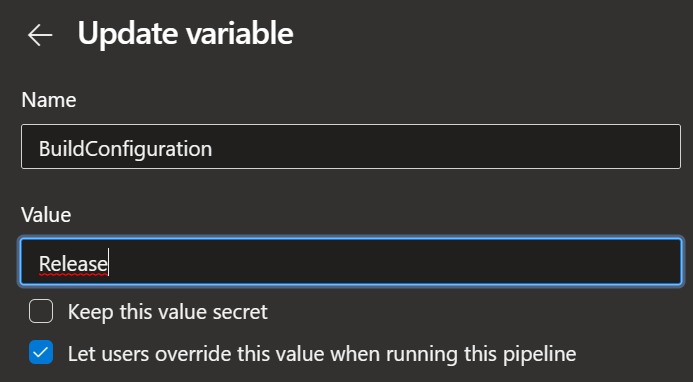 Update variable
Name
BuildConfiguration
Value
Release
Keep this value secret
Let users override this value when running this pipeline